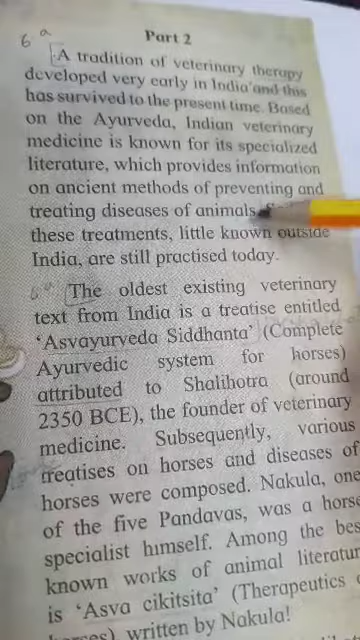 6 a
Part 2
A tradition of veterinary therapy
developed very early in India and this
has survived to the present time. Based
on the Ayurveda, Indian veterinary
medicine is known for its specialized
literature, which provides information
on ancient methods of preventing and
treating diseases of animals.
these treatments, little known outside
India, are still practised today.
The oldest existing veterinary
text from India is a treatise entitled
'Asvayurveda Siddhanta' (Complete
Ayurvedic system for horses)
attributed to Shalihotra (around
2350 BCE), the founder of veterinary
medicine. Subsequently, various
treatises on horses and diseases of
horses were composed. Nakula, one
of the five Pandavas, was a horse
specialist himself. Among the bes
known works of animal literatur
is 'Asva cikitsita' (Therapeutics
written by Nakula!